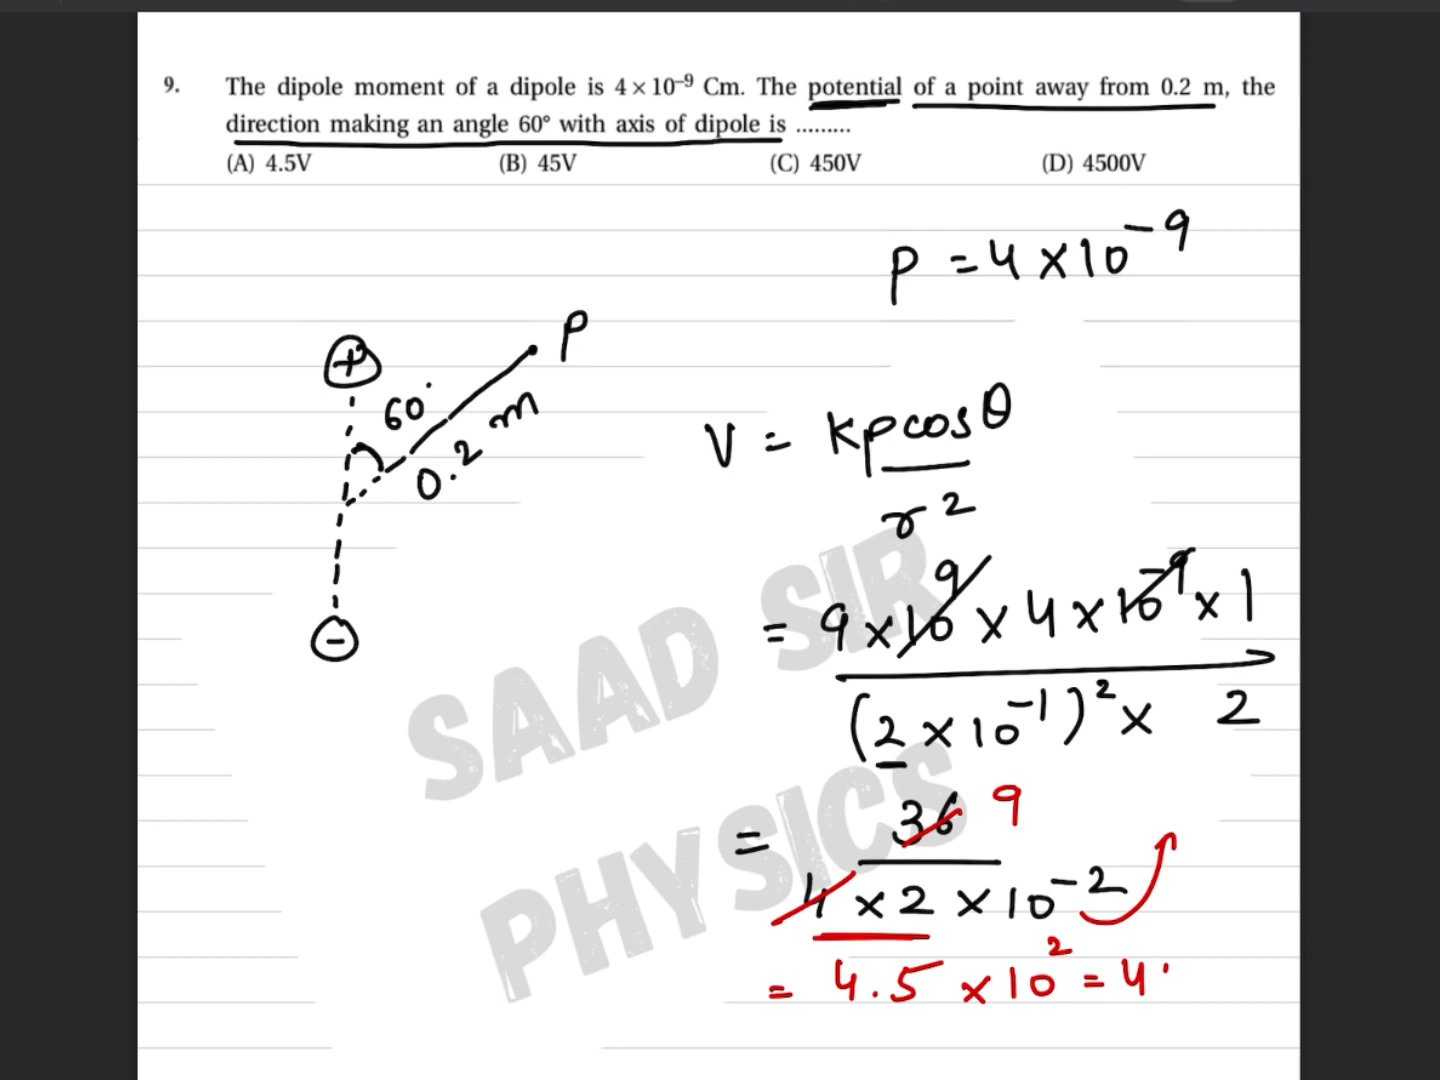 9. The dipole moment of a dipole is 4 × 10⁻⁹ Cm. The potential of a point away from 0.2 m, the
direction making an angle 60° with axis of dipole is .........
(A) 4.5V (B) 45V (C) 450V (D) 4500V
P = 4 × 10⁻⁹
+
P
60°
0.2 m
V = kpcosθ
r²
−
= 9 × 10⁹ × 4 × 10⁻⁹ × 1
(2 × 10⁻¹)² × 2
= 36 9
4 × 2 × 10⁻²
= 4.5 × 10² = 4.
SAAD SIR
PHYSICS